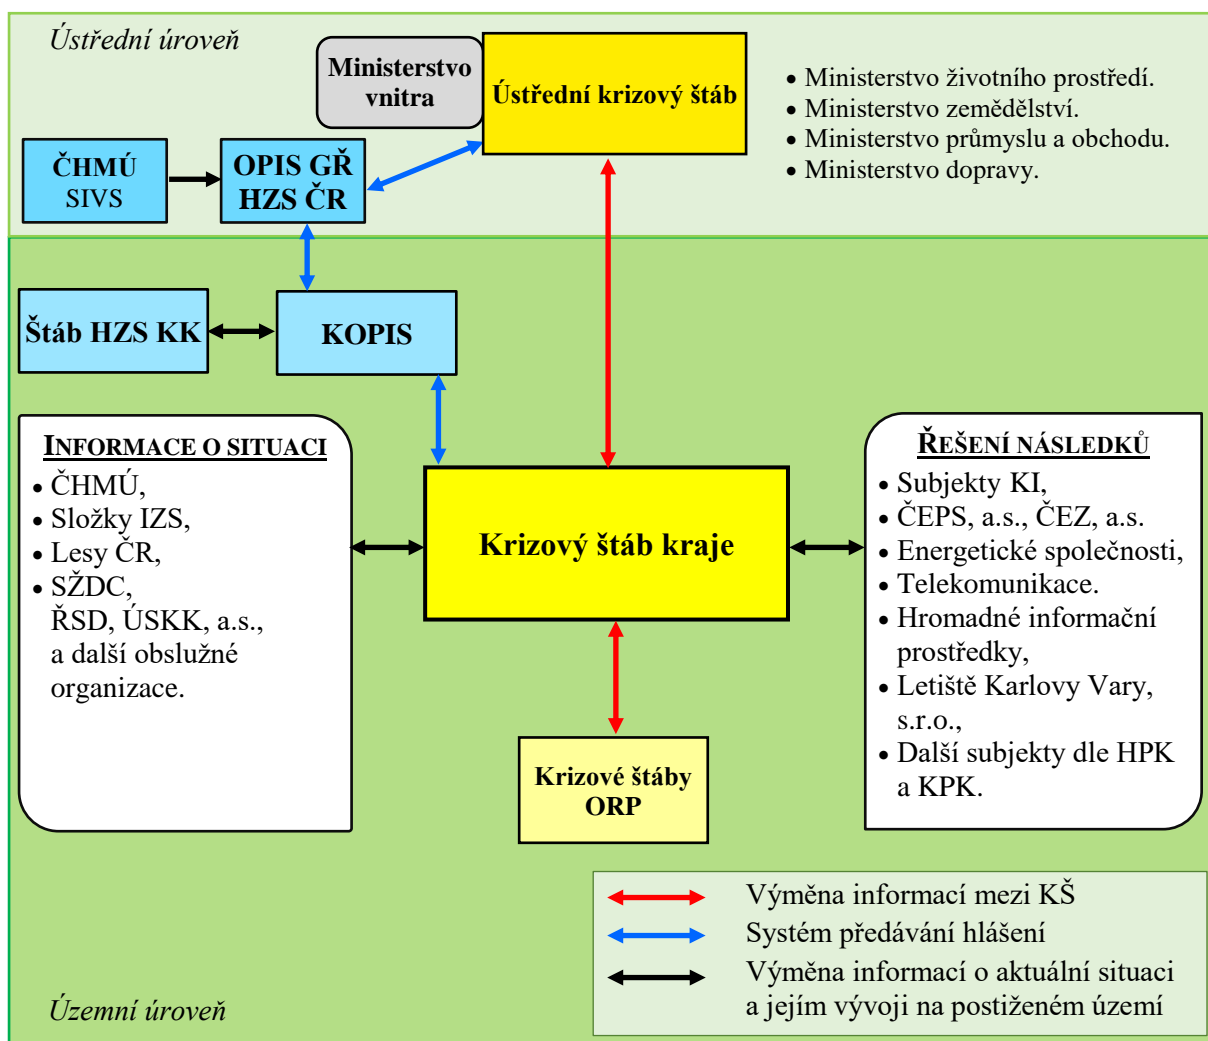 Ústřední úroveň
Ministerstvo
vnitra
Ústřední krizový štáb
• Ministerstvo životního prostředí.
• Ministerstvo zemědělství.
• Ministerstvo průmyslu a obchodu.
• Ministerstvo dopravy.
ČHMÚ
SIVS
OPIS GŘ
HZS ČR
Štáb HZS KK
KOPIS
INFORMACE O SITUACI
• ČHMÚ,
• Složky IZS,
• Lesy ČR,
• SŽDC,
ŘSD, ÚSKK, a.s.,
a další obslužné
organizace.
Krizový štáb kraje
ŘEŠENÍ NÁSLEDKŮ
• Subjekty KI,
• ČEPS, a.s., ČEZ, a.s.
• Energetické společnosti,
• Telekomunikace.
• Hromadné informační
prostředky,
• Letiště Karlovy Vary,
s.r.o.,
• Další subjekty dle HPK
a KPK.
Krizové štáby
ORP
Výměna informací mezi KŠ
Systém předávání hlášení
Výměna informací o aktuální situaci
a jejím vývoji na postiženém území
Územní úroveň